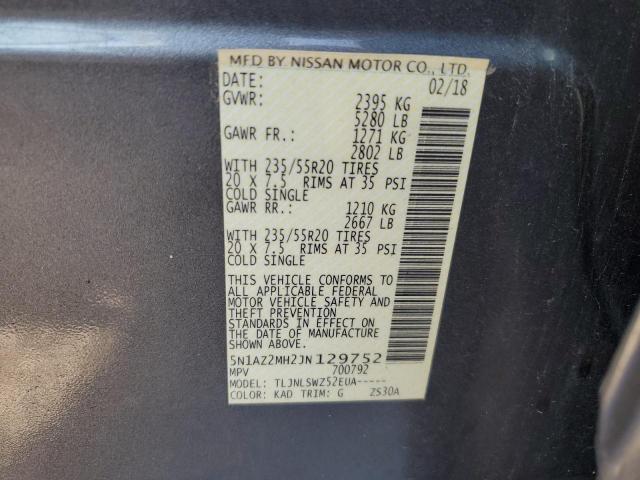 MFD BY NISSAN MOTOR CO., LTD.
DATE: 02/18
GVWR: 2395 KG
5280 LB
GAWR FR.: 1271 KG
2802 LB
WITH 235/55R20 TIRES
20 X 7.5 RIMS AT 35 PSI
COLD SINGLE
GAWR RR.: 1210 KG
2667 LB
WITH 235/55R20 TIRES
20 X 7.5 RIMS AT 35 PSI
COLD SINGLE
THIS VEHICLE CONFORMS TO
ALL APPLICABLE FEDERAL
MOTOR VEHICLE SAFETY AND
THEFT PREVENTION
STANDARDS IN EFFECT ON
THE DATE OF MANUFACTURE
SHOWN ABOVE.
5N1AZ2MH2JN129752
MPV 700792
MODEL: TLJNLSWZ52EUA-----
COLOR: KAD TRIM: G ZS30A